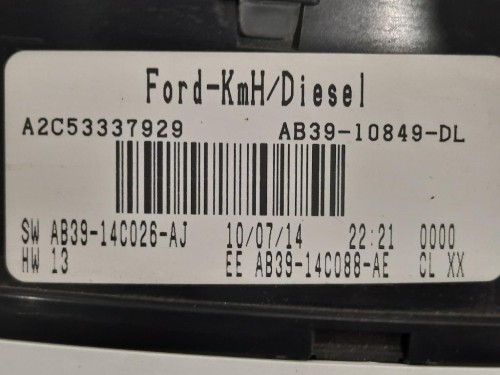 Ford-KmH/Diesel
A2C53337929 AB39-10849-DL
SW AB39-14C026-AJ 10/07/14 22:21 0000
HW 13 EE AB39-14C088-AE CL XX